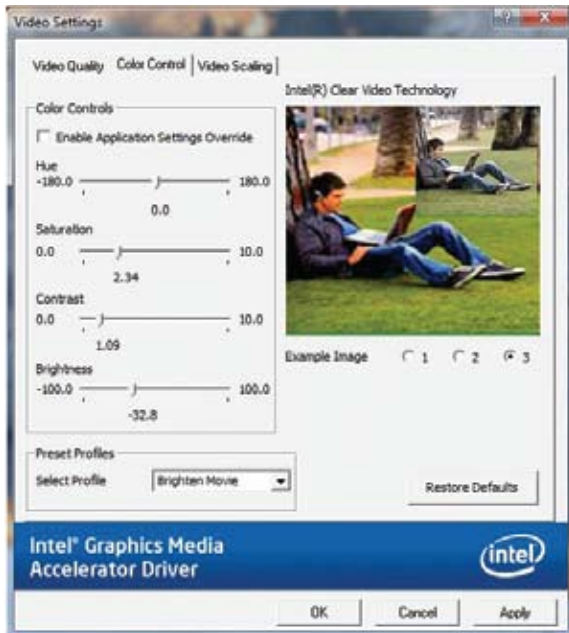 Video Settings
Video Quality Color Control Video Scaling
Intel(R) Clear Video Technology
Color Controls
Enable Application Settings Override
Hue
-180.0 180.0
0.0
Saturation
0.0 10.0
2.34
Contrast
0.0 10.0
1.09
Brightness
-100.0 100.0
-32.8
Example Image 1 2 3
Preset Profiles
Select Profile Brighten Movie
Restore Defaults
Intel® Graphics Media
Accelerator Driver
intel
OK Cancel Apply